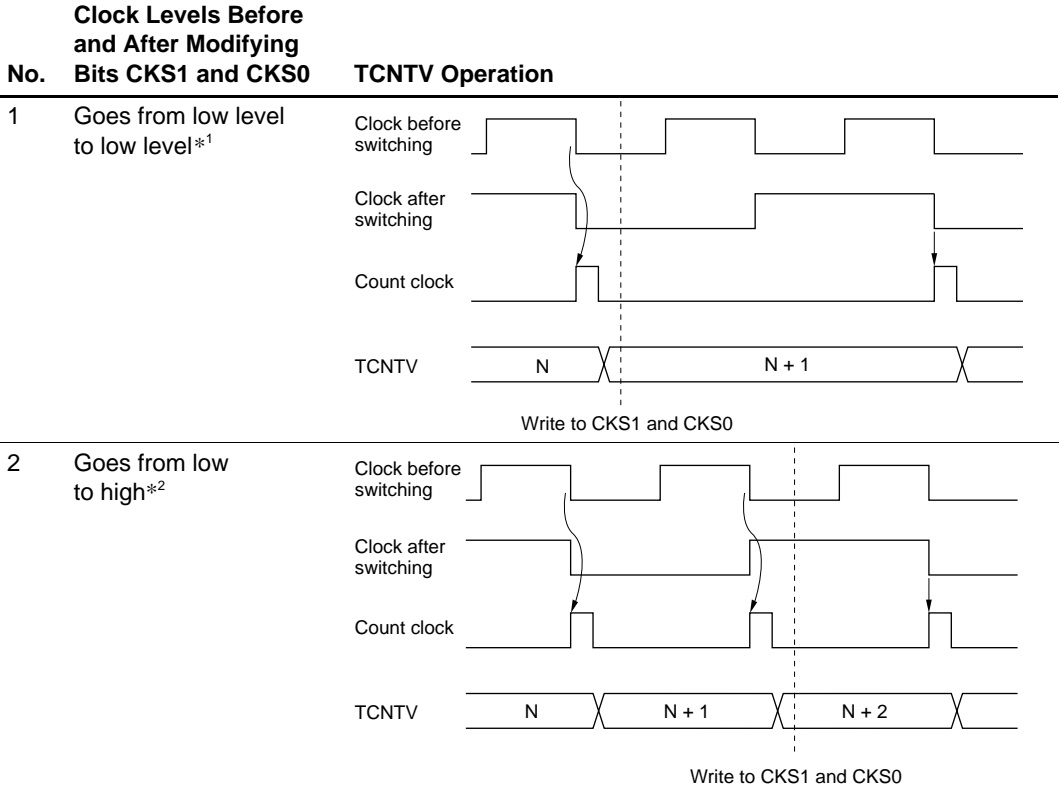 Clock Levels Before
and After Modifying
No. Bits CKS1 and CKS0 TCNTV Operation
1 Goes from low level
to low level*1
Clock before
switching
Clock after
switching
Count clock
TCNTV N N + 1
Write to CKS1 and CKS0
2 Goes from low
to high*2
Clock before
switching
Clock after
switching
Count clock
TCNTV N N + 1 N + 2
Write to CKS1 and CKS0